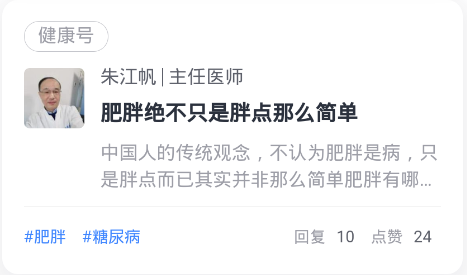 健康号
朱江帆 | 主任医师
肥胖绝不只是胖点那么简单
中国人的传统观念，不认为肥胖是病，只
是胖点而已其实并非那么简单肥胖有哪...
#肥胖 #糖尿病 回复 10 点赞 24